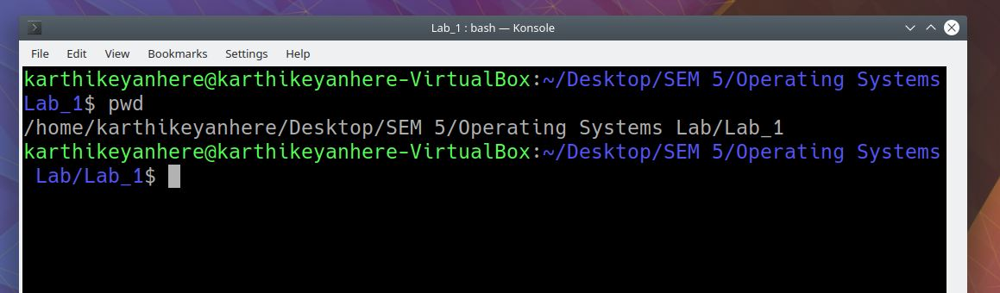 Lab_1 : bash — Konsole
File Edit View Bookmarks Settings Help
karthikeyanhere@karthikeyanhere-VirtualBox:~/Desktop/SEM 5/Operating Systems
Lab_1$ pwd
/home/karthikeyanhere/Desktop/SEM 5/Operating Systems Lab/Lab_1
karthikeyanhere@karthikeyanhere-VirtualBox:~/Desktop/SEM 5/Operating Systems
Lab/Lab_1$